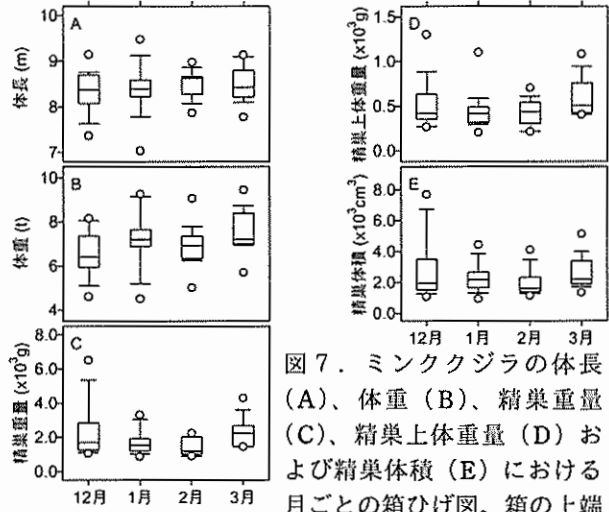 A
体長 (m)
10
9
8
7
B
体重 (t)
10
8
6
4
C
精巣重量 (x10³g)
8.0
6.0
4.0
2.0
0.0
12月 1月 2月 3月
D
精巣上体重量 (x10³g)
1.5
1.0
0.5
0.0
E
精巣体積 (x10³cm³)
8.0
6.0
4.0
2.0
0.0
12月 1月 2月 3月
図７．ミンククジラの体長
（A）、体重（B）、精巣重量
（C）、精巣上体重量（D）お
よび精巣体積（E）における
月ごとの箱ひげ図。箱の上端